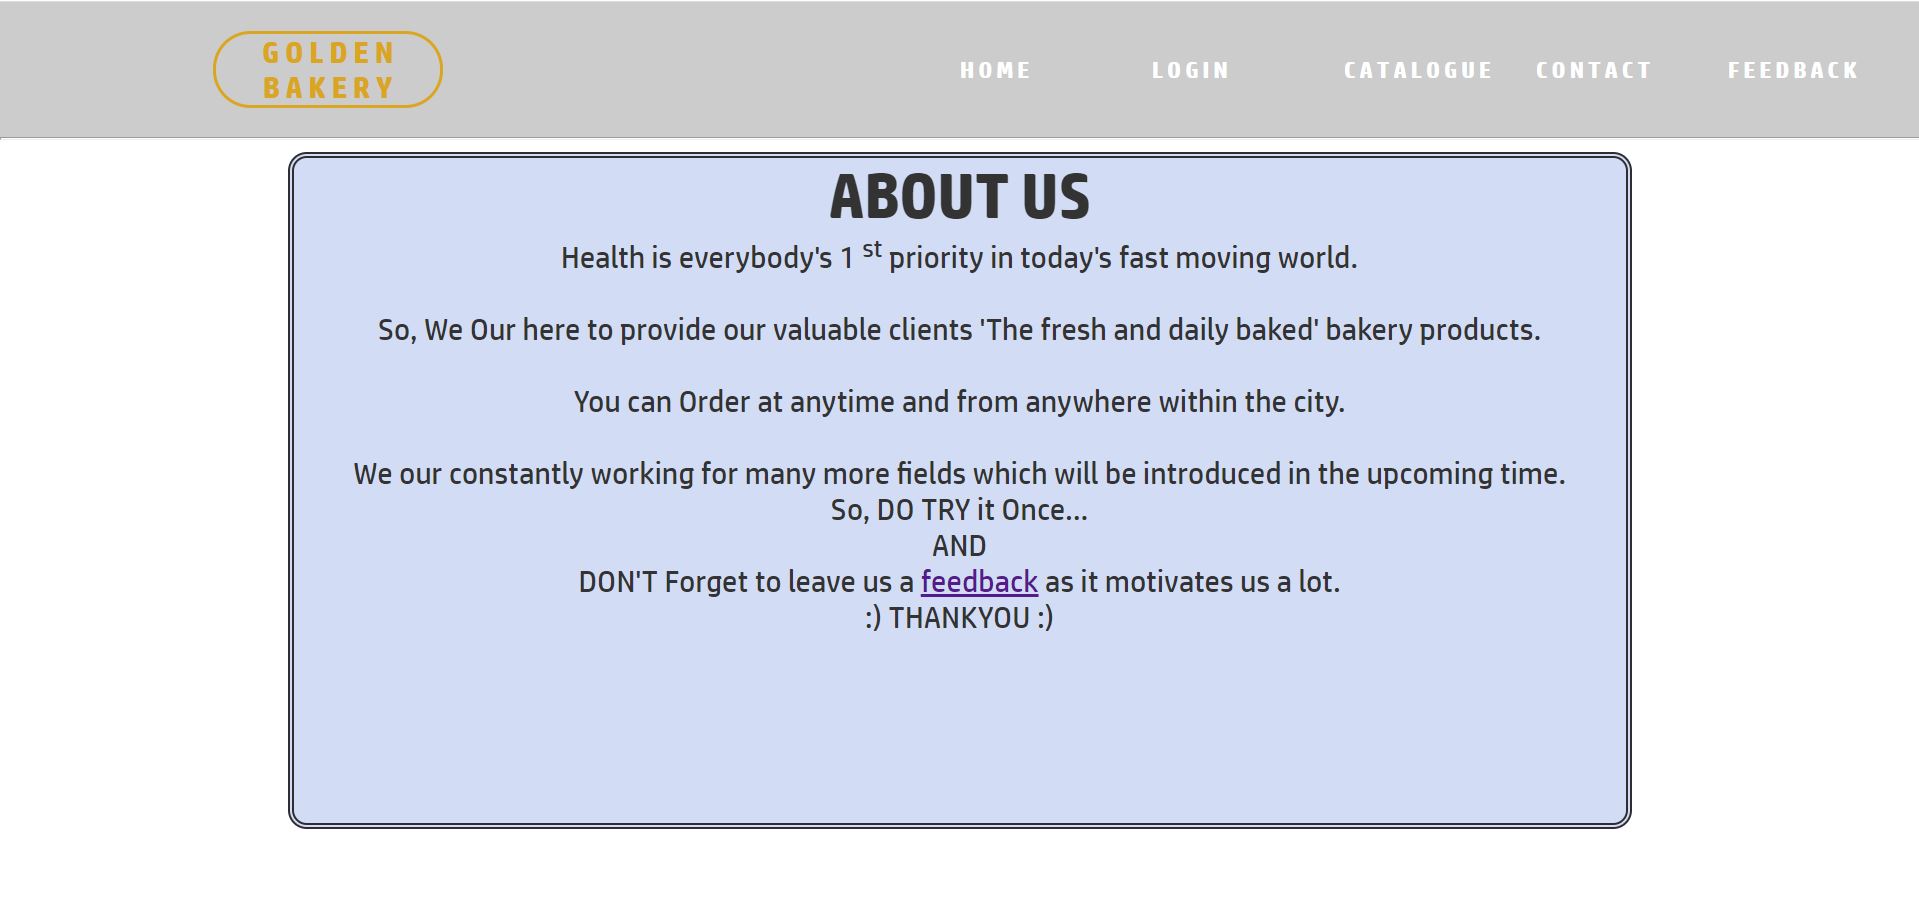 GOLDEN
BAKERY
HOME LOGIN CATALOGUE CONTACT FEEDBACK
ABOUT US
Health is everybody's 1 st priority in today's fast moving world.
So, We Our here to provide our valuable clients 'The fresh and daily baked' bakery products.
You can Order at anytime and from anywhere within the city.
We our constantly working for many more fields which will be introduced in the upcoming time.
So, DO TRY it Once...
AND
DON'T Forget to leave us a feedback as it motivates us a lot.
:) THANKYOU :)